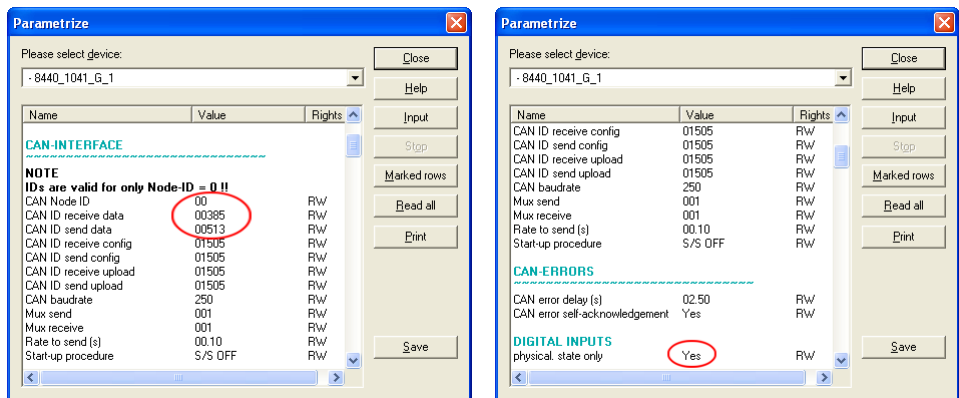 Parametrize
Please select device:
- 8440_1041_G_1
Close
Help
Input
Stop
Marked rows
Read all
Print
Save
Name Value Rights
CAN-INTERFACE
~~~~~~~~~~~~~~~~~~~~~~~~~~~~~~
NOTE
IDs are valid for only Node-ID = 0 !!
CAN Node ID 00 RW
CAN ID receive data 00385 RW
CAN ID send data 00513 RW
CAN ID receive config 01505 RW
CAN ID send config 01505 RW
CAN ID receive upload 01505 RW
CAN ID send upload 01505 RW
CAN baudrate 250 RW
Mux send 001 RW
Mux receive 001 RW
Rate to send (s) 00.10 RW
Start-up procedure S/S OFF RW
Parametrize
Please select device:
- 8440_1041_G_1
Close
Help
Input
Stop
Marked rows
Read all
Print
Save
Name Value Rights
CAN ID receive config 01505 RW
CAN ID send config 01505 RW
CAN ID receive upload 01505 RW
CAN ID send upload 01505 RW
CAN baudrate 250 RW
Mux send 001 RW
Mux receive 001 RW
Rate to send (s) 00.10 RW
Start-up procedure S/S OFF RW
CAN-ERRORS
~~~~~~~~~~~~~~~~~~~~~~~~~~~~~~
CAN error delay (s) 02.50 RW
CAN error self-acknowledgement Yes RW
DIGITAL INPUTS
physical. state only Yes RW